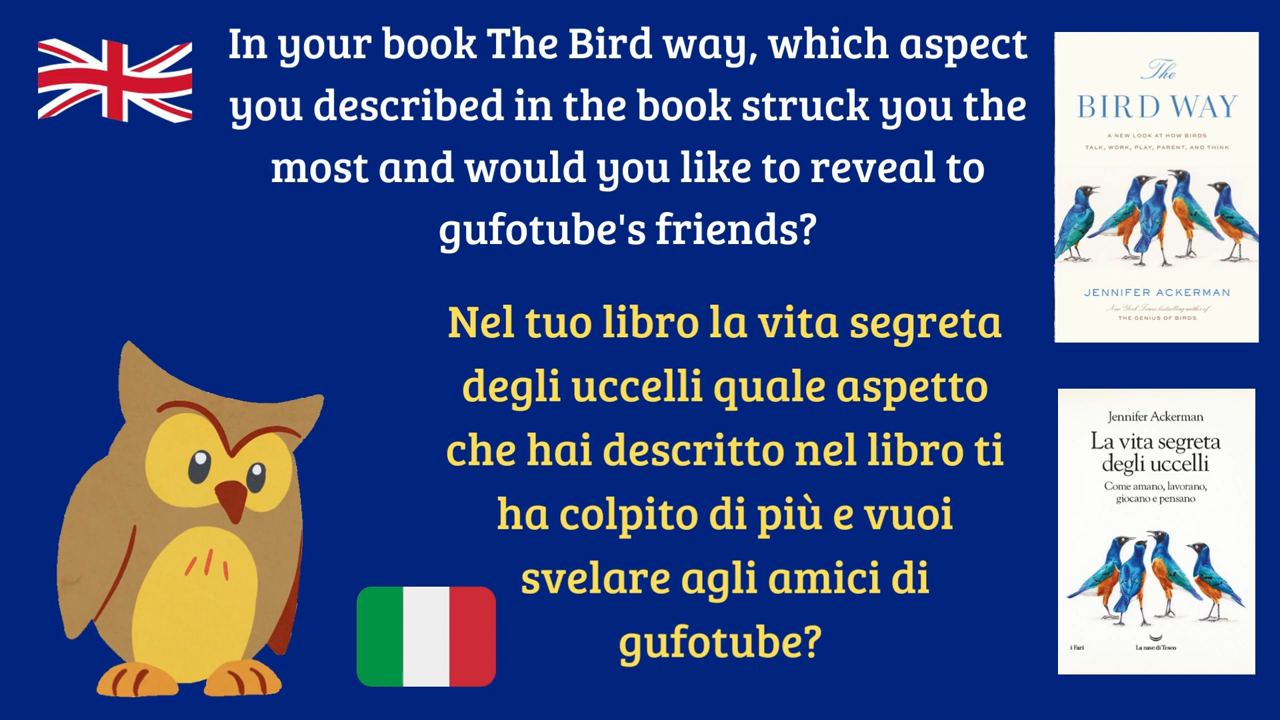 In your book The Bird way, which aspect
you described in the book struck you the
most and would you like to reveal to
gufotube's friends?
The
BIRD WAY
A NEW LOOK AT HOW BIRDS
TALK, WORK, PLAY, PARENT, AND THINK
JENNIFER ACKERMAN
New York Times bestselling author of
THE GENIUS OF BIRDS
Nel tuo libro la vita segreta
degli uccelli quale aspetto
che hai descritto nel libro ti
ha colpito di più e vuoi
svelare agli amici di
gufotube?
Jennifer Ackerman
La vita segreta
degli uccelli
Come amano, lavorano,
giocano e pensano
i Fari
La nave di Teseo